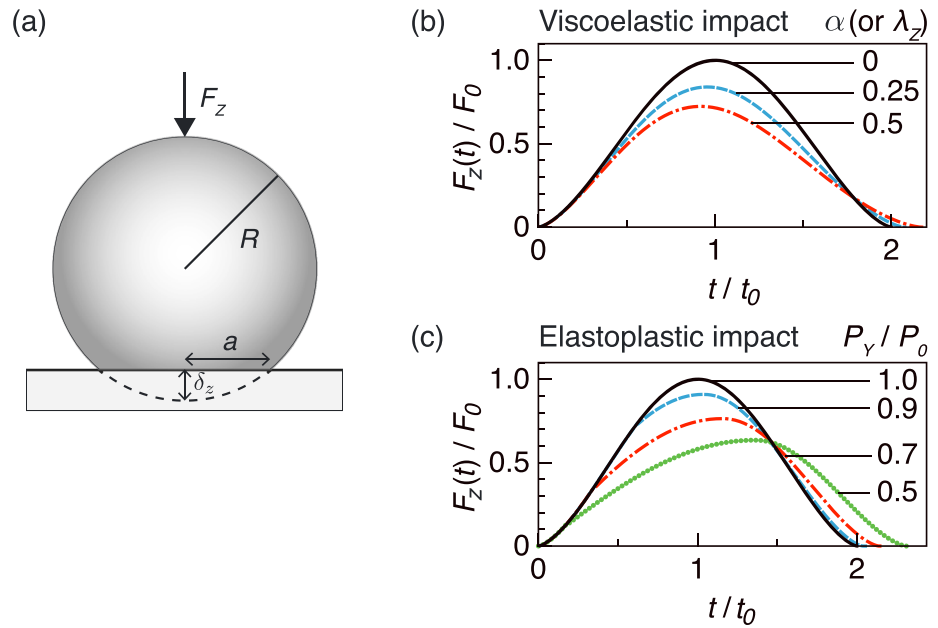 (a)
F_z
R
a
δ_z
(b) Viscoelastic impact α (or λ_z)
F_z(t) / F_0
1.0
0.5
0
0 1 2
t / t_0
0
0.25
0.5
(c) Elastoplastic impact P_Y / P_0
F_z(t) / F_0
1.0
0.5
0
0 1 2
t / t_0
1.0
0.9
0.7
0.5